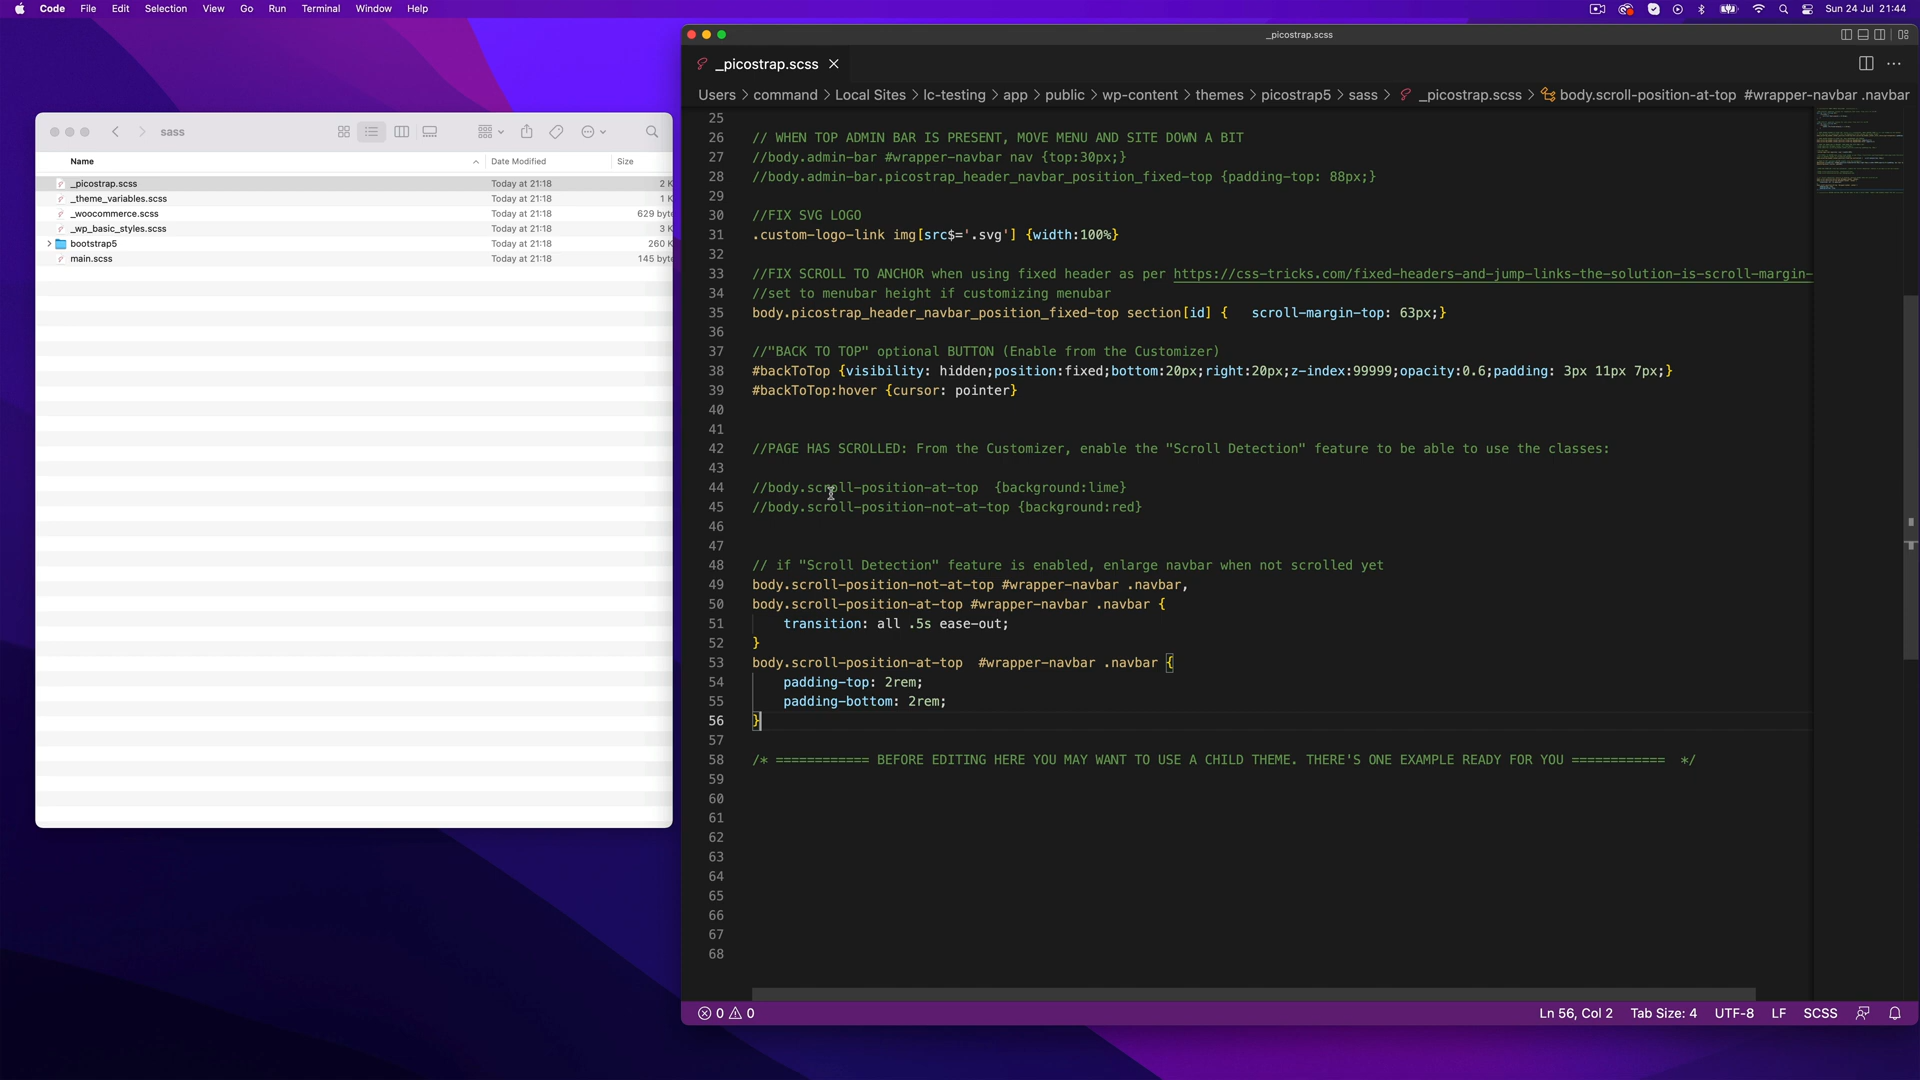 Code File Edit Selection View Go Run Terminal Window Help
Sun 24 Jul 21:44
sass
Name Date Modified Size
_picostrap.scss Today at 21:18 2 K
_theme_variables.scss Today at 21:18 1 K
_woocommerce.scss Today at 21:18 629 byte
_wp_basic_styles.scss Today at 21:18 3 K
bootstrap5 Today at 21:18 260 K
main.scss Today at 21:18 145 byte
_picostrap.scss
_picostrap.scss
Users > command > Local Sites > lc-testing > app > public > wp-content > themes > picostrap5 > sass > _picostrap.scss > body.scroll-position-at-top #wrapper-navbar .navbar
25
26 // WHEN TOP ADMIN BAR IS PRESENT, MOVE MENU AND SITE DOWN A BIT
27 //body.admin-bar #wrapper-navbar nav {top:30px;}
28 //body.admin-bar.picostrap_header_navbar_position_fixed-top {padding-top: 88px;}
29
30 //FIX SVG LOGO
31 .custom-logo-link img[src$='.svg'] {width:100%}
32
33 //FIX SCROLL TO ANCHOR when using fixed header as per https://css-tricks.com/fixed-headers-and-jump-links-the-solution-is-scroll-margin-
34 //set to menubar height if customizing menubar
35 body.picostrap_header_navbar_position_fixed-top section[id] {   scroll-margin-top: 63px;}
36
37 //"BACK TO TOP" optional BUTTON (Enable from the Customizer)
38 #backToTop {visibility: hidden;position:fixed;bottom:20px;right:20px;z-index:99999;opacity:0.6;padding: 3px 11px 7px;}
39 #backToTop:hover {cursor: pointer}
40
41
42 //PAGE HAS SCROLLED: From the Customizer, enable the "Scroll Detection" feature to be able to use the classes:
43
44 //body.scroll-position-at-top  {background:lime}
45 //body.scroll-position-not-at-top {background:red}
46
47
48 // if "Scroll Detection" feature is enabled, enlarge navbar when not scrolled yet
49 body.scroll-position-not-at-top #wrapper-navbar .navbar,
50 body.scroll-position-at-top #wrapper-navbar .navbar {
51     transition: all .5s ease-out;
52 }
53 body.scroll-position-at-top  #wrapper-navbar .navbar {
54     padding-top: 2rem;
55     padding-bottom: 2rem;
56 }
57
58 /* ============ BEFORE EDITING HERE YOU MAY WANT TO USE A CHILD THEME. THERE'S ONE EXAMPLE READY FOR YOU ============  */
59
60
61
62
63
64
65
66
67
68
0 0 Ln 56, Col 2 Tab Size: 4 UTF-8 LF SCSS